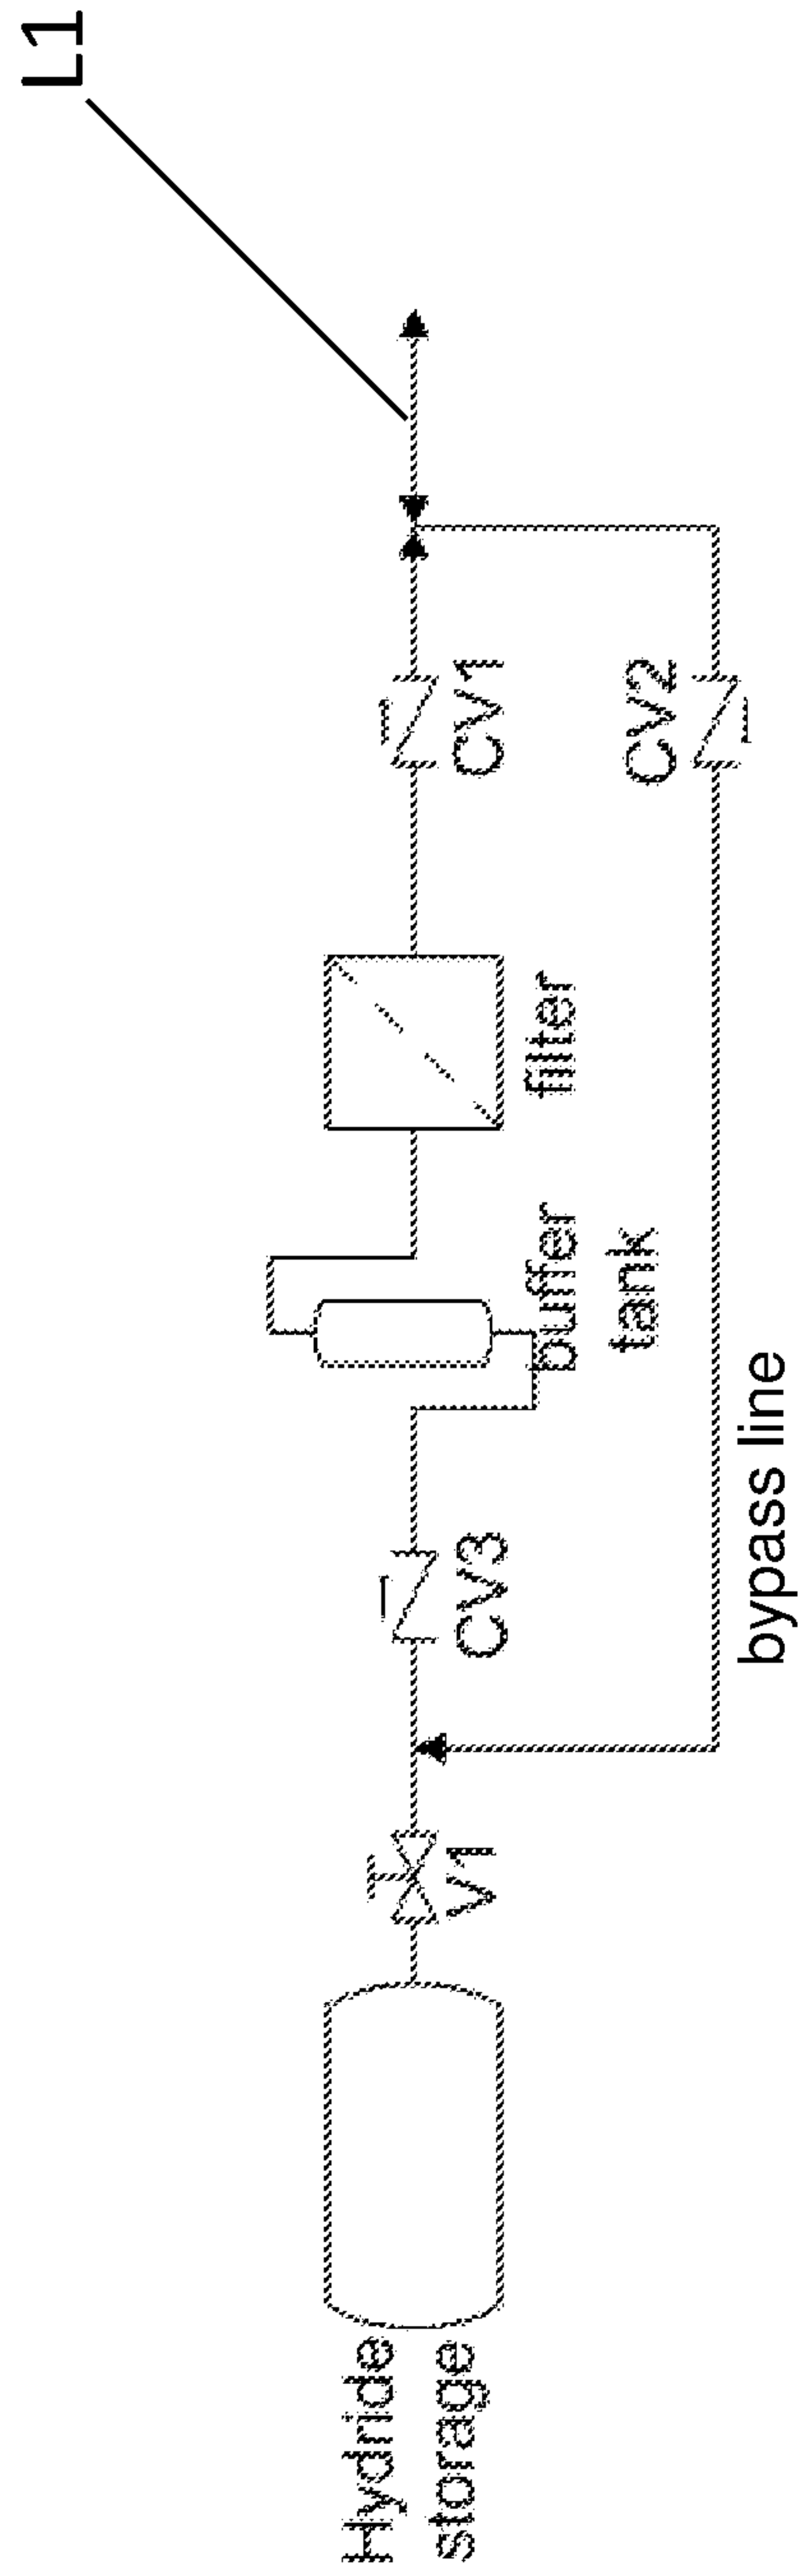 Hydride
storage
V1
CV3
buffer
tank
filter
CV1
CV2
bypass line
L1